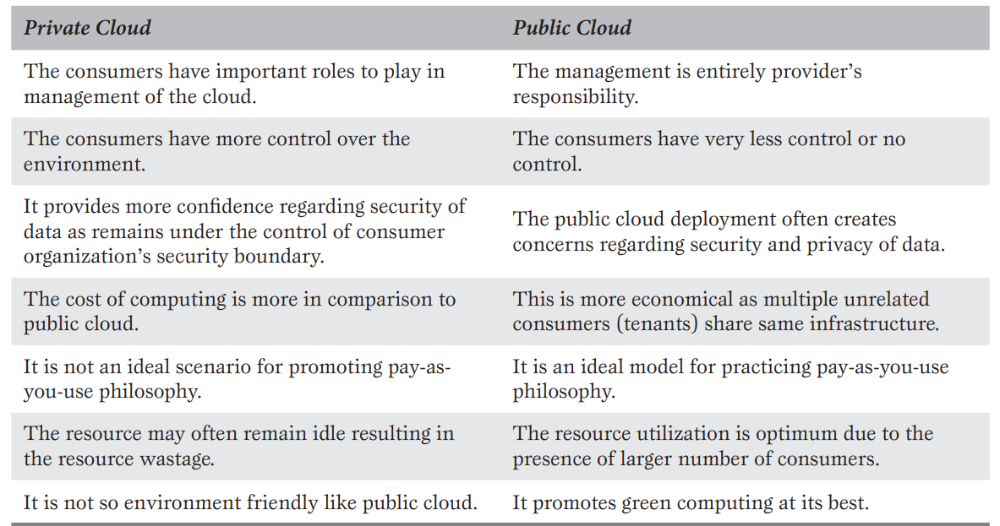 Private Cloud
Public Cloud
The consumers have important roles to play in
management of the cloud.
The management is entirely provider's
responsibility.
The consumers have more control over the
environment.
The consumers have very less control or no
control.
It provides more confidence regarding security of
data as remains under the control of consumer
organization's security boundary.
The public cloud deployment often creates
concerns regarding security and privacy of data.
The cost of computing is more in comparison to
public cloud.
This is more economical as multiple unrelated
consumers (tenants) share same infrastructure.
It is not an ideal scenario for promoting pay-as-
you-use philosophy.
It is an ideal model for practicing pay-as-you-use
philosophy.
The resource may often remain idle resulting in
the resource wastage.
The resource utilization is optimum due to the
presence of larger number of consumers.
It is not so environment friendly like public cloud.
It promotes green computing at its best.